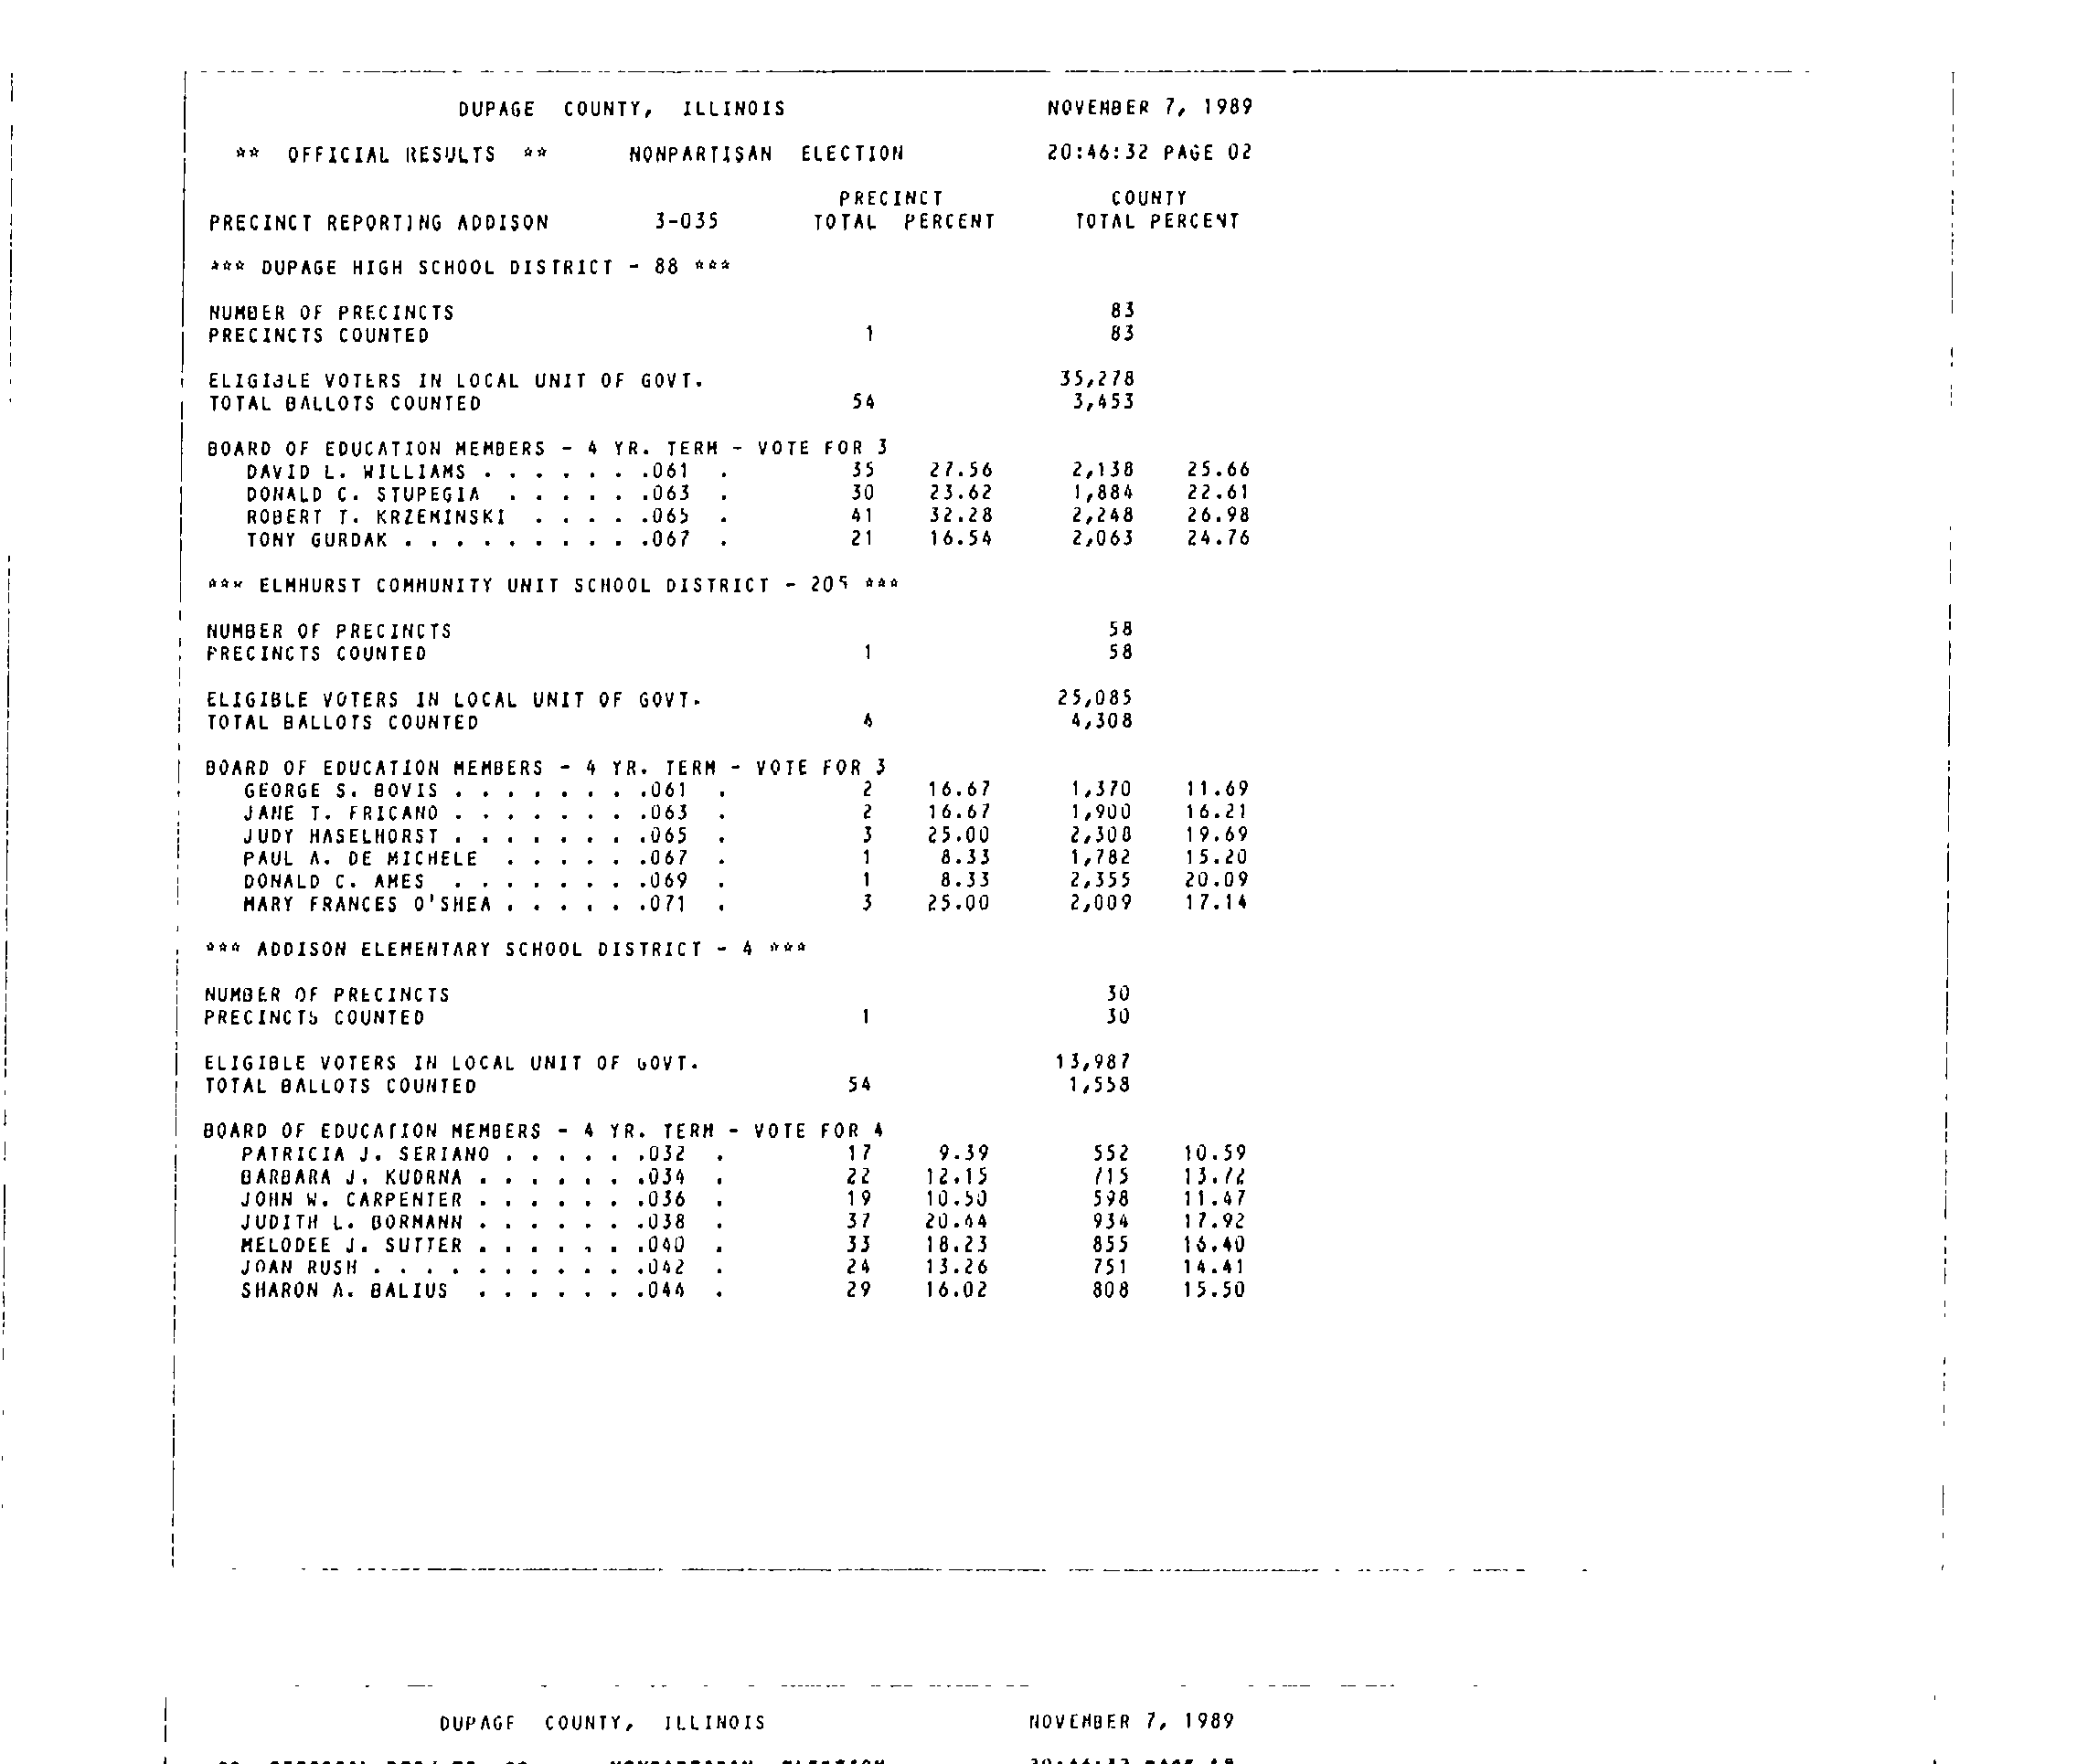 DUPAGE COUNTY, ILLINOIS NOVEMBER 7, 1989
** OFFICIAL RESULTS ** NONPARTISAN ELECTION 20:46:32 PAGE 02
PRECINCT COUNTY
PRECINCT REPORTING ADDISON 3-035 TOTAL PERCENT TOTAL PERCENT
*** DUPAGE HIGH SCHOOL DISTRICT - 88 ***
NUMBER OF PRECINCTS 83
PRECINCTS COUNTED 1 83
ELIGIBLE VOTERS IN LOCAL UNIT OF GOVT. 35,278
TOTAL BALLOTS COUNTED 54 3,453
BOARD OF EDUCATION MEMBERS - 4 YR. TERM - VOTE FOR 3
DAVID L. WILLIAMS . . . . . . .061 . 35 27.56 2,138 25.66
DONALD C. STUPEGIA . . . . . .063 . 30 23.62 1,884 22.61
ROBERT T. KRZEMINSKI . . . . .065 . 41 32.28 2,248 26.98
TONY GURDAK . . . . . . . . . .067 . 21 16.54 2,063 24.76
*** ELMHURST COMMUNITY UNIT SCHOOL DISTRICT - 205 ***
NUMBER OF PRECINCTS 58
PRECINCTS COUNTED 1 58
ELIGIBLE VOTERS IN LOCAL UNIT OF GOVT. 25,085
TOTAL BALLOTS COUNTED 4 4,308
BOARD OF EDUCATION MEMBERS - 4 YR. TERM - VOTE FOR 3
GEORGE S. BOVIS . . . . . . . .061 . 2 16.67 1,370 11.69
JANE T. FRICANO . . . . . . . .063 . 2 16.67 1,900 16.21
JUDY HASELHORST . . . . . . . .065 . 3 25.00 2,308 19.69
PAUL A. DE MICHELE . . . . . .067 . 1 8.33 1,782 15.20
DONALD C. AMES . . . . . . . .069 . 1 8.33 2,355 20.09
MARY FRANCES O'SHEA . . . . . .071 . 3 25.00 2,009 17.14
*** ADDISON ELEMENTARY SCHOOL DISTRICT - 4 ***
NUMBER OF PRECINCTS 30
PRECINCTS COUNTED 1 30
ELIGIBLE VOTERS IN LOCAL UNIT OF GOVT. 13,987
TOTAL BALLOTS COUNTED 54 1,558
BOARD OF EDUCATION MEMBERS - 4 YR. TERM - VOTE FOR 4
PATRICIA J. SERIANO . . . . . .032 . 17 9.39 552 10.59
BARBARA J. KUDRNA . . . . . . .034 . 22 12.15 715 13.72
JOHN W. CARPENTER . . . . . . .036 . 19 10.50 598 11.47
JUDITH L. BORMANN . . . . . . .038 . 37 20.44 934 17.92
MELODEE J. SUTTER . . . . . . .040 . 33 18.23 855 16.40
JOAN RUSH . . . . . . . . . . .042 . 24 13.26 751 14.41
SHARON A. BALIUS . . . . . . .044 . 29 16.02 808 15.50
DUPAGE COUNTY, ILLINOIS NOVEMBER 7, 1989